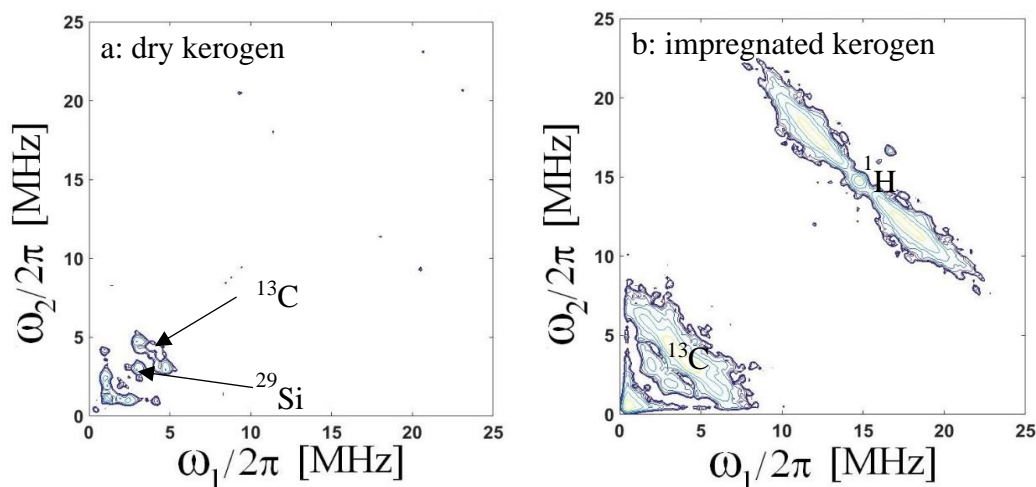 a: dry kerogen
25
20
15
10
5
0
ω₂/2π [MHz]
¹³C
²⁹Si
0 5 10 15 20 25
ω₁/2π [MHz]
b: impregnated kerogen
25
20
15
10
5
0
ω₂/2π [MHz]
¹H
¹³C
0 5 10 15 20 25
ω₁/2π [MHz]